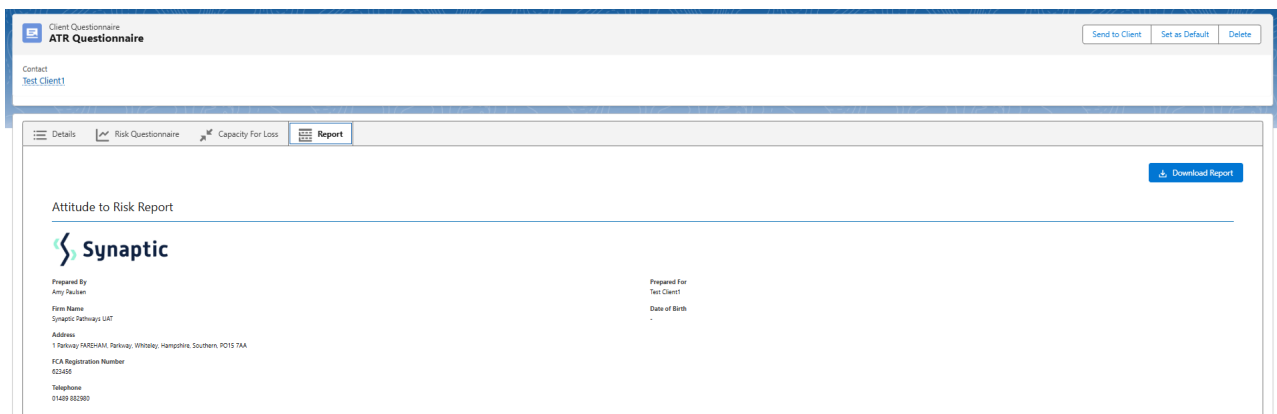 Client Questionnaire
ATR Questionnaire
Send to Client
Set as Default
Delete
Contact
Test Client1
Details
Risk Questionnaire
Capacity For Loss
Report
Download Report
Attitude to Risk Report
Synaptic
Prepared By
Amy Paulsen
Prepared For
Test Client1
Firm Name
Synaptic Pathways UAT
Date of Birth
-
Address
1 Parkway FAREHAM, Parkway, Whiteley, Hampshire, Southern, PO15 7AA
FCA Registration Number
623456
Telephone
01489 882980